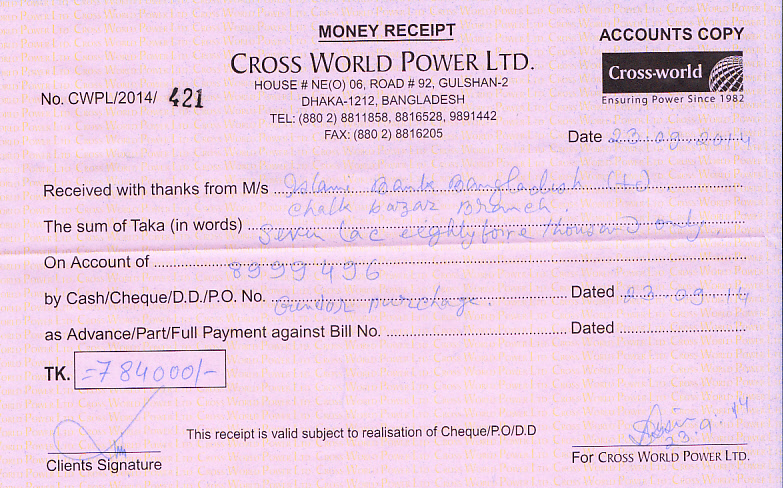 MONEY RECEIPT
ACCOUNTS COPY
CROSS WORLD POWER LTD.
HOUSE # NE(O) 06, ROAD # 92, GULSHAN-2
DHAKA-1212, BANGLADESH
TEL: (880 2) 8811858, 8816528, 9891442
FAX: (880 2) 8816205
Cross-world
Ensuring Power Since 1982
No. CWPL/2014/ 421
Date 23.09.2014
Received with thanks from M/s Islami Bank Bangladesh Ltd,
Chalk bazar Branch.
The sum of Taka (in words) Seven lac eighty foure thousand only.
On Account of 8999496
by Cash/Cheque/D.D./P.O. No. purchage. Dated 23 09.14
as Advance/Part/Full Payment against Bill No. Dated
TK. =784000/-
This receipt is valid subject to realisation of Cheque/P.O/D.D
23.9.14
Clients Signature
For CROSS WORLD POWER LTD.